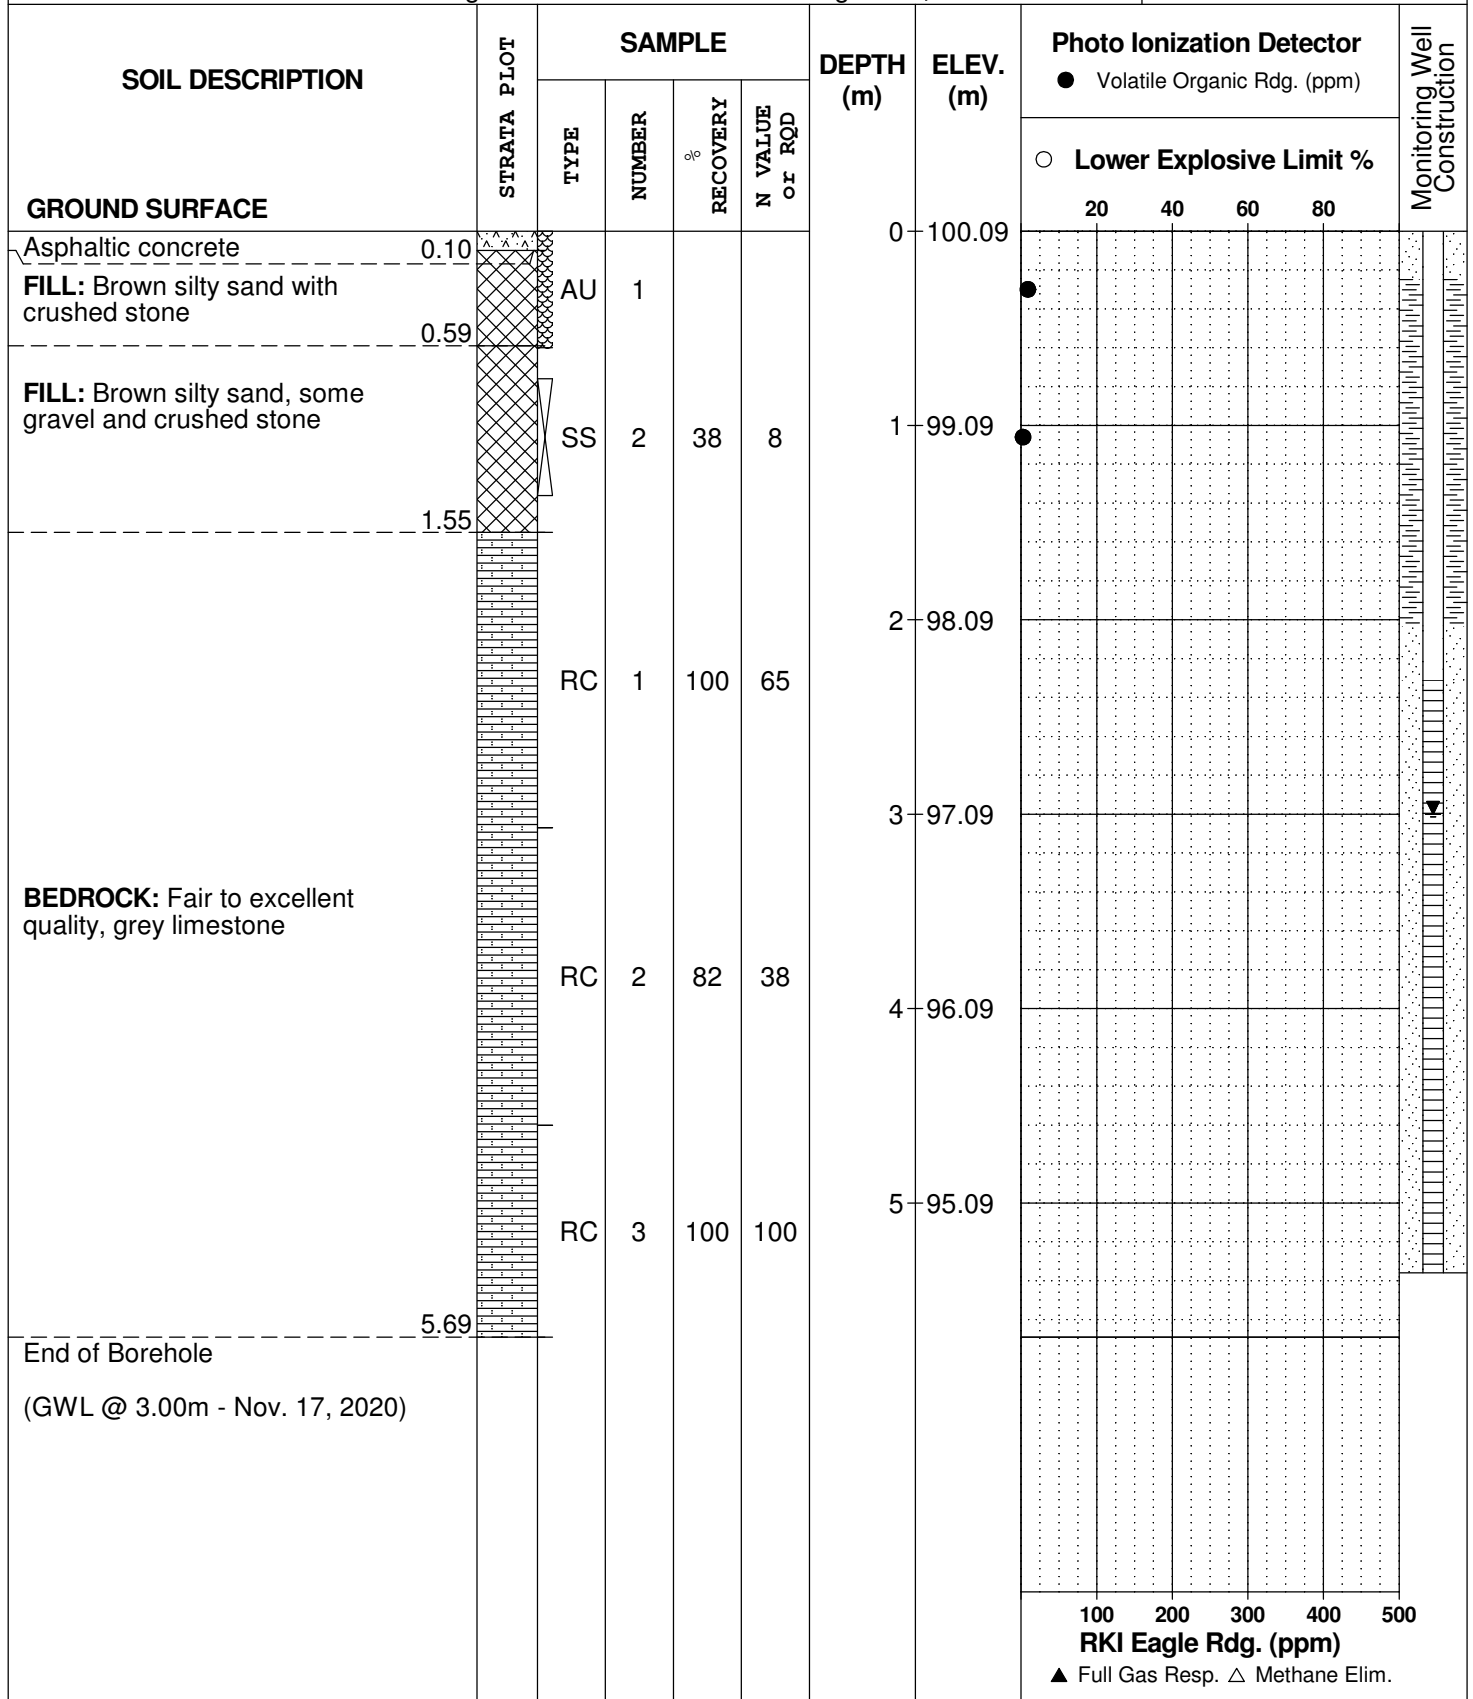 SOIL DESCRIPTION
GROUND SURFACE
STRATA PLOT
SAMPLE
TYPE
NUMBER
%
RECOVERY
N VALUE
or RQD
DEPTH
(m)
ELEV.
(m)
Photo Ionization Detector
● Volatile Organic Rdg. (ppm)
○ Lower Explosive Limit %
20 40 60 80
Monitoring Well
Construction
0 100.09
Asphaltic concrete 0.10
FILL: Brown silty sand with
crushed stone
0.59
AU 1
FILL: Brown silty sand, some
gravel and crushed stone
SS 2 38 8
1 99.09
1.55
2 98.09
RC 1 100 65
3 97.09
BEDROCK: Fair to excellent
quality, grey limestone
RC 2 82 38
4 96.09
5 95.09
RC 3 100 100
5.69
End of Borehole
(GWL @ 3.00m - Nov. 17, 2020)
100 200 300 400 500
RKI Eagle Rdg. (ppm)
▲ Full Gas Resp. △ Methane Elim.